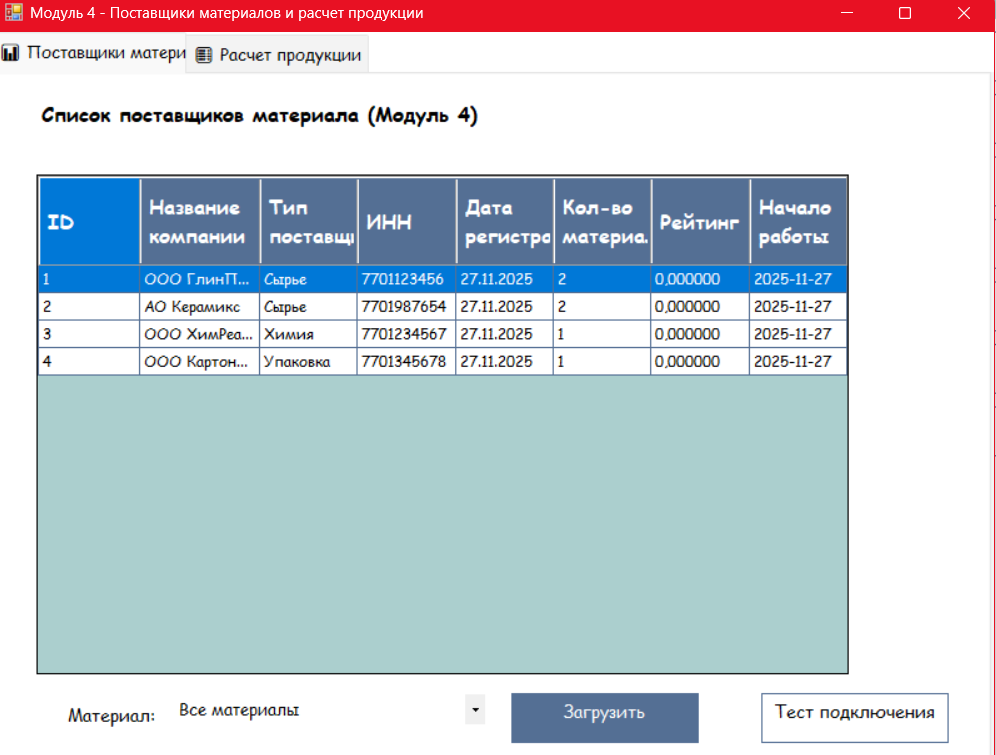 Модуль 4 - Поставщики материалов и расчет продукции
Поставщики матери Расчет продукции
Список поставщиков материала (Модуль 4)
ID Название компании Тип поставщ ИНН Дата регистра Кол-во материа. Рейтинг Начало работы
1 ООО ГлинП... Сырье 7701123456 27.11.2025 2 0,000000 2025-11-27
2 АО Керамикс Сырье 7701987654 27.11.2025 2 0,000000 2025-11-27
3 ООО ХимРеа... Химия 7701234567 27.11.2025 1 0,000000 2025-11-27
4 ООО Картон... Упаковка 7701345678 27.11.2025 1 0,000000 2025-11-27
Материал: Все материалы Загрузить Тест подключения